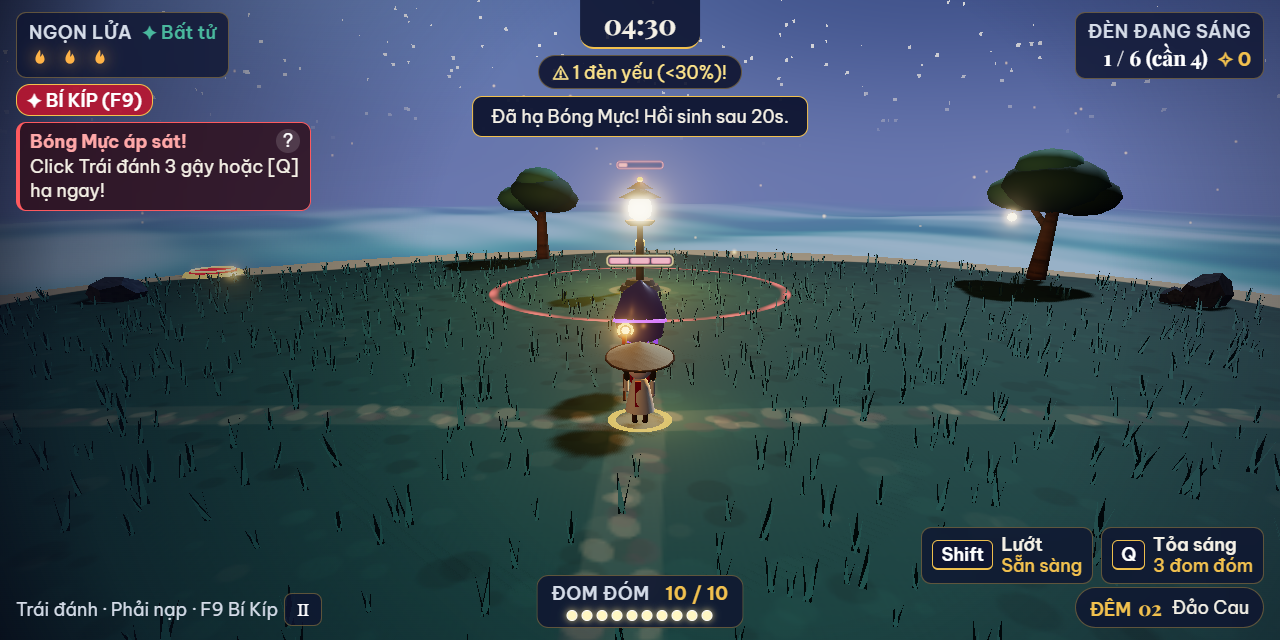 NGỌN LỬA ✦ Bất tử
04:30
ĐÈN ĐANG SÁNG
1 / 6 (cần 4) ✧ 0
⚠ 1 đèn yếu (<30%)!
✦ BÍ KÍP (F9)
Đã hạ Bóng Mực! Hồi sinh sau 20s.
Bóng Mực áp sát! ?
Click Trái đánh 3 gậy hoặc [Q]
hạ ngay!
Shift Lướt
Sẵn sàng
Q Tỏa sáng
3 đom đóm
ĐOM ĐÓM 10 / 10
Trái đánh · Phải nạp · F9 Bí Kíp II
ĐÊM 02 Đảo Cau